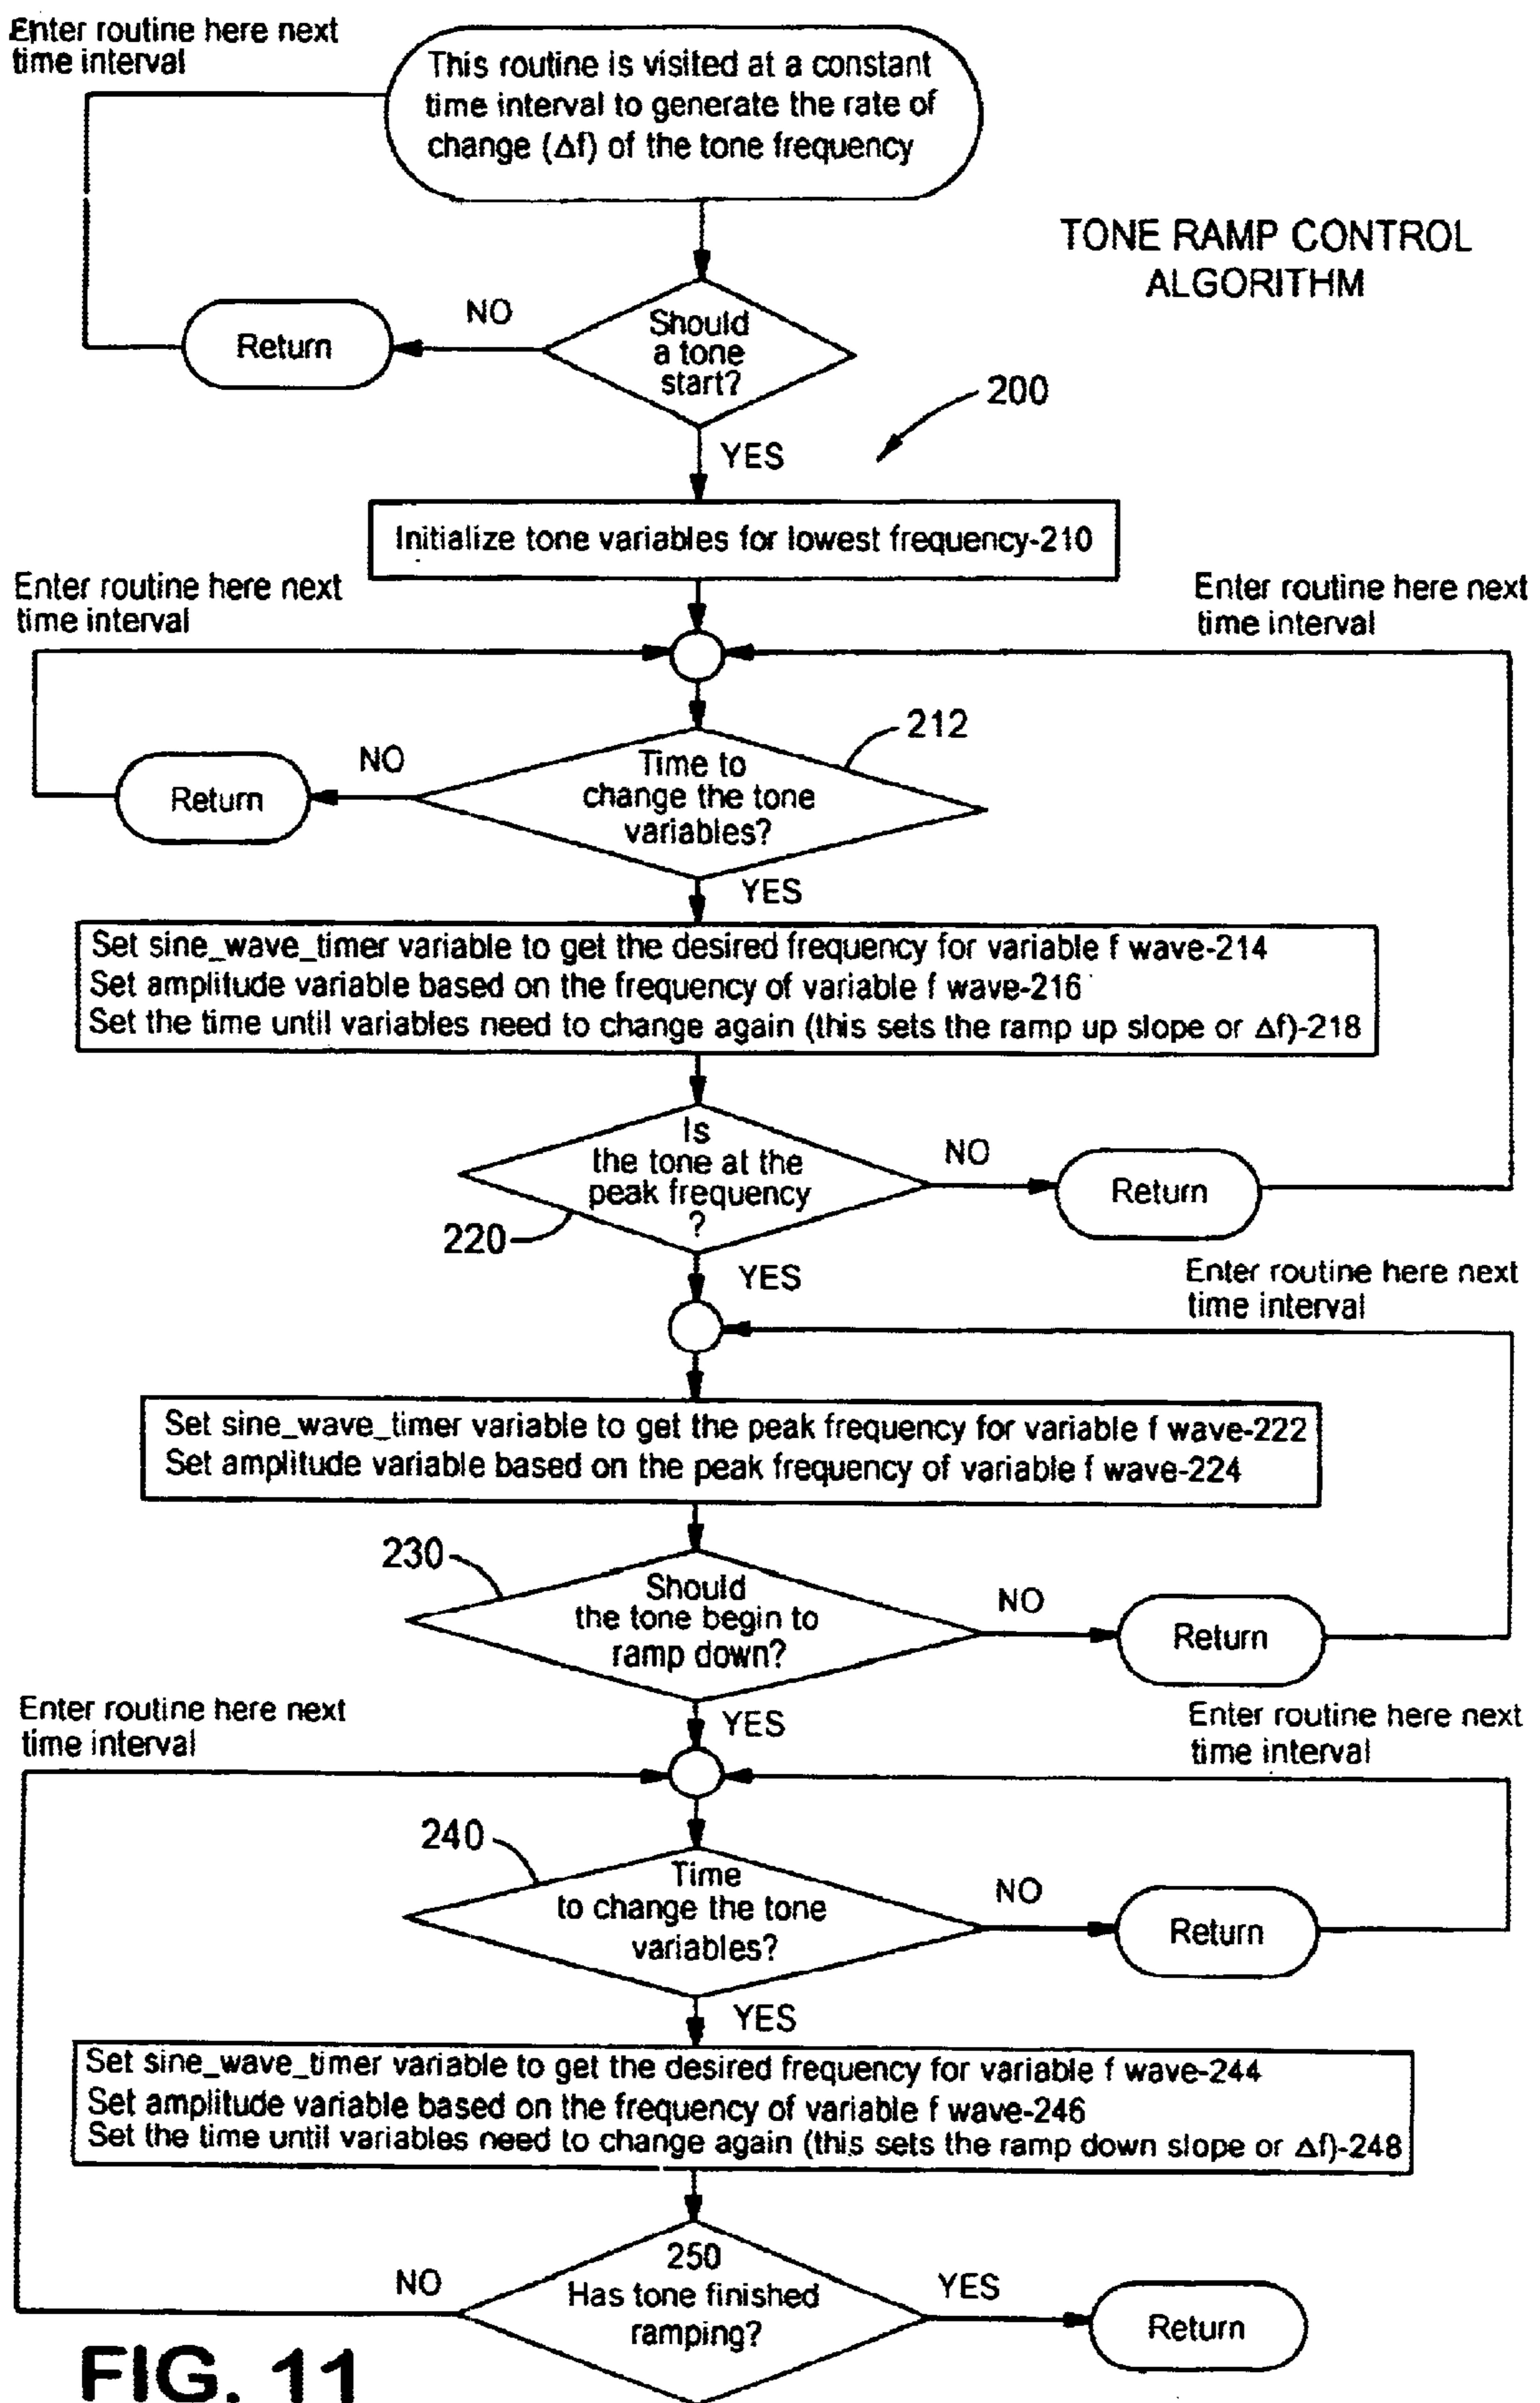 Enter routine here next
time interval
This routine is visited at a constant
time interval to generate the rate of
change (Δf) of the tone frequency
TONE RAMP CONTROL
ALGORITHM
Return
NO
Should
a tone
start?
200
YES
Initialize tone variables for lowest frequency-210
Enter routine here next
time interval
Enter routine here next
time interval
212
Return
NO
Time to
change the tone
variables?
YES
Set sine_wave_timer variable to get the desired frequency for variable f wave-214
Set amplitude variable based on the frequency of variable f wave-216
Set the time until variables need to change again (this sets the ramp up slope or Δf)-218
Is
the tone at the
peak frequency
?
NO
Return
220
YES
Enter routine here next
time interval
Set sine_wave_timer variable to get the peak frequency for variable f wave-222
Set amplitude variable based on the peak frequency of variable f wave-224
230
Should
the tone begin to
ramp down?
NO
Return
Enter routine here next
time interval
YES
Enter routine here next
time interval
240
Time
to change the tone
variables?
NO
Return
YES
Set sine_wave_timer variable to get the desired frequency for variable f wave-244
Set amplitude variable based on the frequency of variable f wave-246
Set the time until variables need to change again (this sets the ramp down slope or Δf)-248
NO
250
Has tone finished
ramping?
YES
Return
FIG. 11